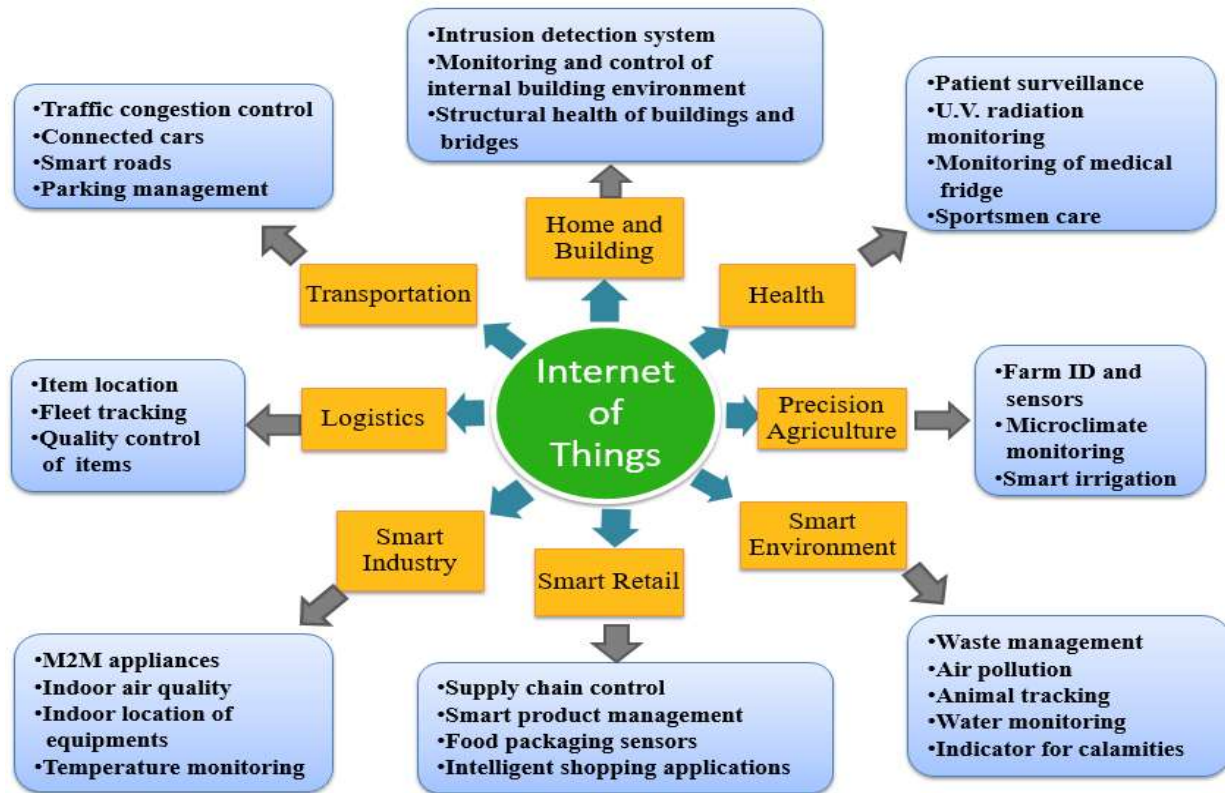 •Intrusion detection system
•Monitoring and control of
internal building environment
•Structural health of buildings and
bridges
•Traffic congestion control
•Connected cars
•Smart roads
•Parking management
•Patient surveillance
•U.V. radiation
monitoring
•Monitoring of medical
fridge
•Sportsmen care
Home and
Building
Transportation
Health
Internet
of
Things
•Item location
•Fleet tracking
•Quality control
of items
Logistics
Precision
Agriculture
•Farm ID and
sensors
•Microclimate
monitoring
•Smart irrigation
Smart
Industry
Smart Retail
Smart
Environment
•M2M appliances
•Indoor air quality
•Indoor location of
equipments
•Temperature monitoring
•Supply chain control
•Smart product management
•Food packaging sensors
•Intelligent shopping applications
•Waste management
•Air pollution
•Animal tracking
•Water monitoring
•Indicator for calamities